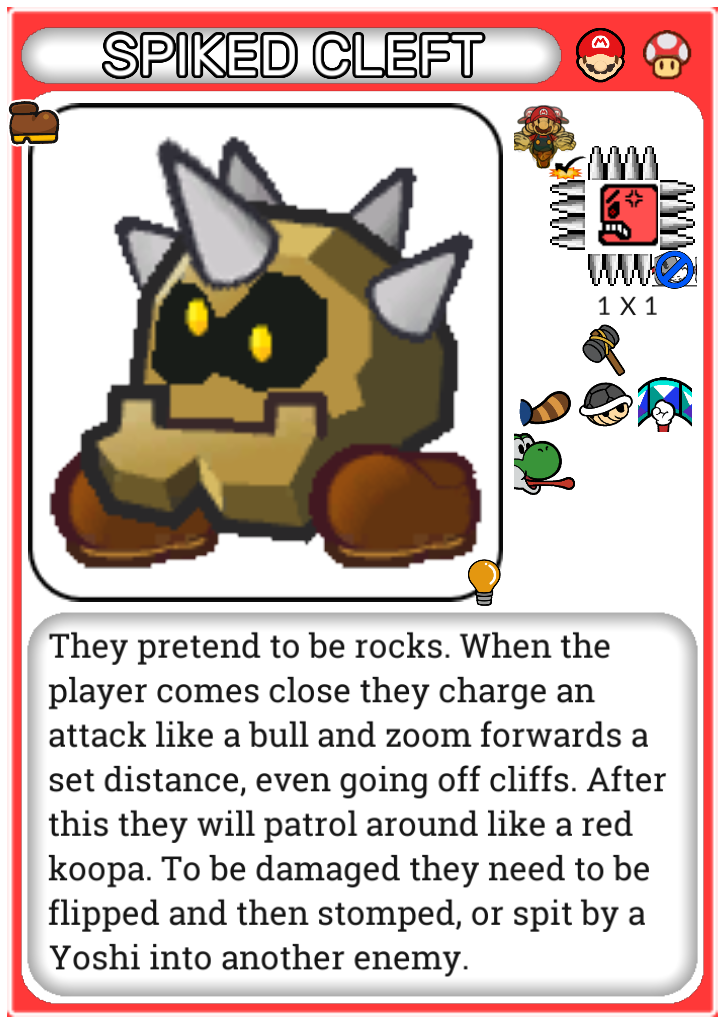 SPIKED CLEFT
1 X 1
They pretend to be rocks. When the
player comes close they charge an
attack like a bull and zoom forwards a
set distance, even going off cliffs. After
this they will patrol around like a red
koopa. To be damaged they need to be
flipped and then stomped, or spit by a
Yoshi into another enemy.